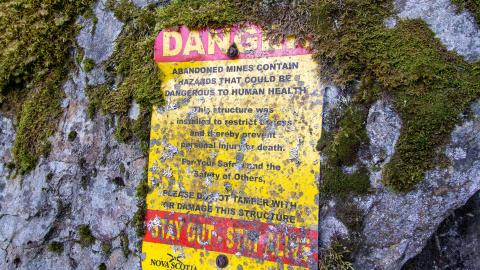 DANGER
ABANDONED MINES CONTAIN
HAZARDS THAT COULD BE
DANGEROUS TO HUMAN HEALTH
This structure was
installed to restrict access
and thereby prevent
personal injury or death.
For Your Safety and the
Safety of Others,
PLEASE DO NOT TAMPER WITH
OR DAMAGE THIS STRUCTURE
STAY OUT. STAY ALIVE
NOVA SCOTIA